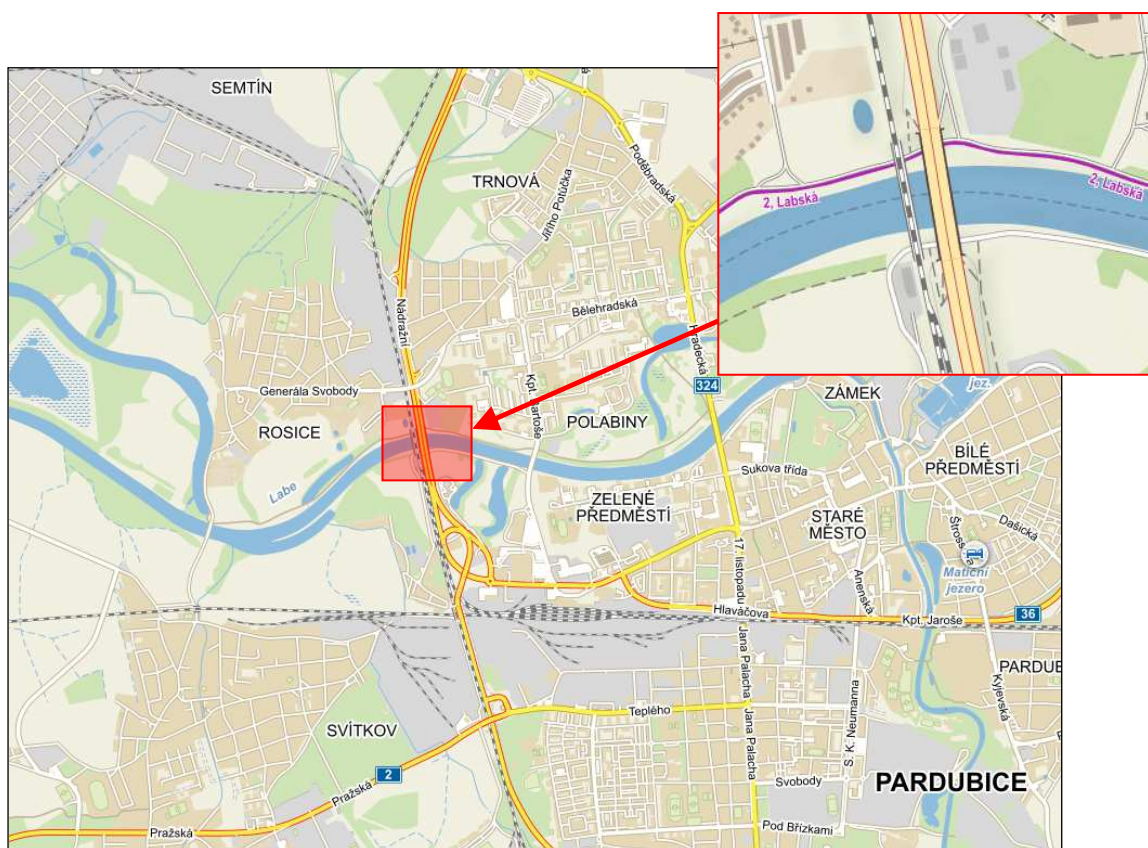 2, Labská
2, Labská
SEMTÍN
TRNOVÁ
Jiřího Potůčka
Poděbradská
Nádražní
Bělehradská
Hradecká
324
Generála Svobody
ROSICE
Kpt. Bartoše
POLABINY
ZÁMEK
jez.
BÍLÉ
PŘEDMĚSTÍ
Labe
Sukova třída
ZELENÉ
PŘEDMĚSTÍ
STARÉ
MĚSTO
Dašická
17. listopadu
Anenská
Matiční
jezero
Hlaváčova
Kpt. Jaroše
36
Jana Palacha
PARDUB
Kyjevská
SVÍTKOV
Teplého
Jana Palacha
S. K. Neumanna
2
Pražská
Svobody
PARDUBICE
Pražská
Pod Břízkami